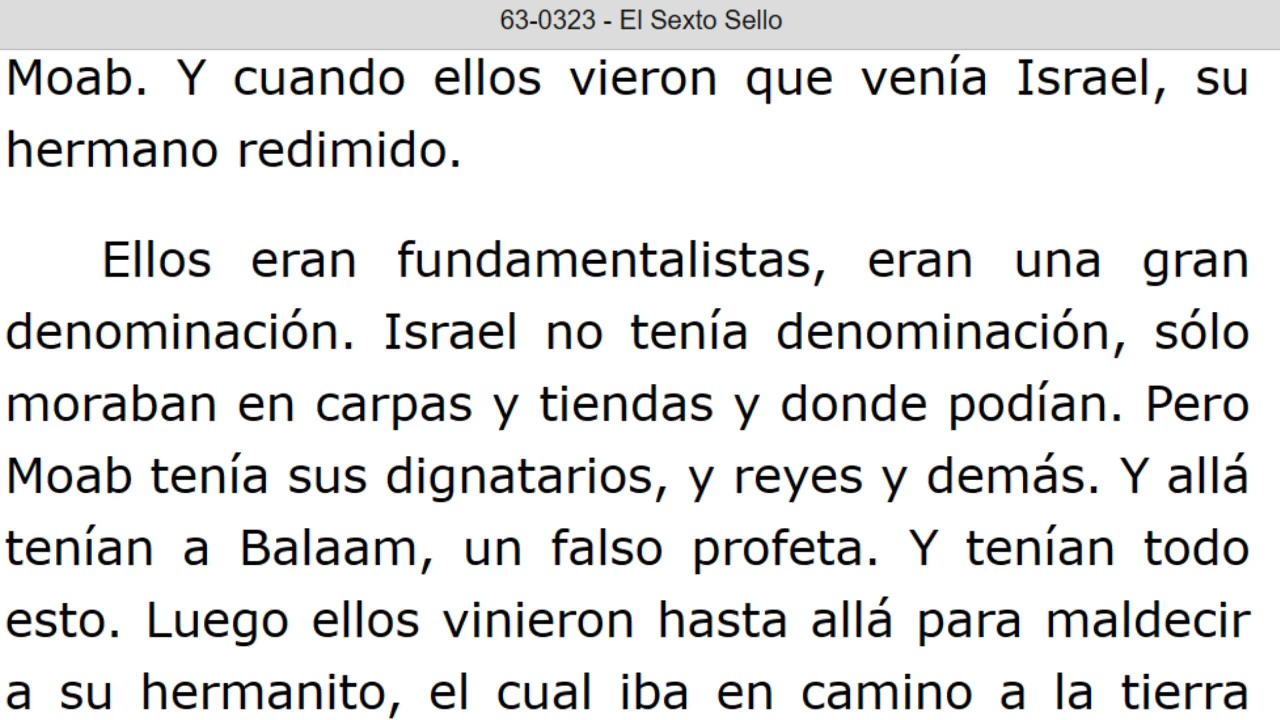 63-0323 - El Sexto Sello
Moab. Y cuando ellos vieron que venía Israel, su
hermano redimido.
Ellos eran fundamentalistas, eran una gran
denominación. Israel no tenía denominación, sólo
moraban en carpas y tiendas y donde podían. Pero
Moab tenía sus dignatarios, y reyes y demás. Y allá
tenían a Balaam, un falso profeta. Y tenían todo
esto. Luego ellos vinieron hasta allá para maldecir
a su hermanito, el cual iba en camino a la tierra